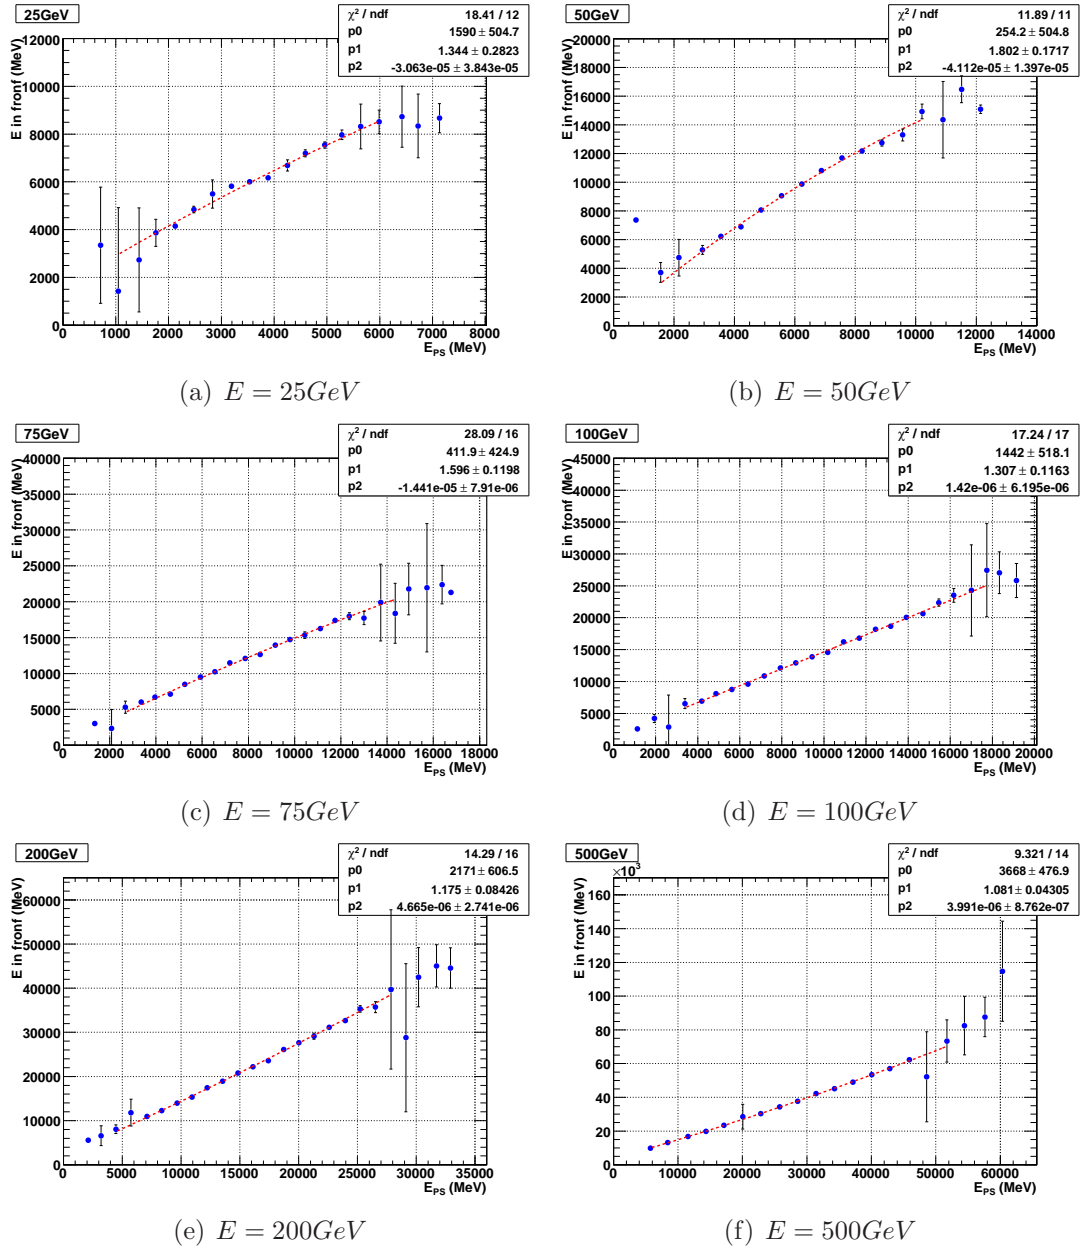 25GeV
χ² / ndf 18.41 / 12
p0 1590 ± 504.7
p1 1.344 ± 0.2823
p2 -3.063e-05 ± 3.843e-05
E in fronf (MeV)
12000
10000
8000
6000
4000
2000
0
0 1000 2000 3000 4000 5000 6000 7000 8000
E_PS (MeV)
(a) E = 25GeV
50GeV
χ² / ndf 11.89 / 11
p0 254.2 ± 504.8
p1 1.802 ± 0.1717
p2 -4.112e-05 ± 1.397e-05
E in fronf (MeV)
20000
18000
16000
14000
12000
10000
8000
6000
4000
2000
0
0 2000 4000 6000 8000 10000 12000 14000
E_PS (MeV)
(b) E = 50GeV
75GeV
χ² / ndf 28.09 / 16
p0 411.9 ± 424.9
p1 1.596 ± 0.1198
p2 -1.441e-05 ± 7.91e-06
E in fronf (MeV)
40000
35000
30000
25000
20000
15000
10000
5000
0
0 2000 4000 6000 8000 10000 12000 14000 16000 18000
E_PS (MeV)
(c) E = 75GeV
100GeV
χ² / ndf 17.24 / 17
p0 1442 ± 518.1
p1 1.307 ± 0.1163
p2 1.42e-06 ± 6.195e-06
E in fronf (MeV)
45000
40000
35000
30000
25000
20000
15000
10000
5000
0
0 2000 4000 6000 8000 10000 12000 14000 16000 18000 20000
E_PS (MeV)
(d) E = 100GeV
200GeV
χ² / ndf 14.29 / 16
p0 2171 ± 606.5
p1 1.175 ± 0.08426
p2 4.665e-06 ± 2.741e-06
E in fronf (MeV)
60000
50000
40000
30000
20000
10000
0
0 5000 10000 15000 20000 25000 30000 35000
E_PS (MeV)
(e) E = 200GeV
500GeV
χ² / ndf 9.321 / 14
p0 3668 ± 476.9
p1 1.081 ± 0.04305
p2 3.991e-06 ± 8.762e-07
×10³
E in fronf (MeV)
160
140
120
100
80
60
40
20
0
0 10000 20000 30000 40000 50000 60000
E_PS (MeV)
(f) E = 500GeV